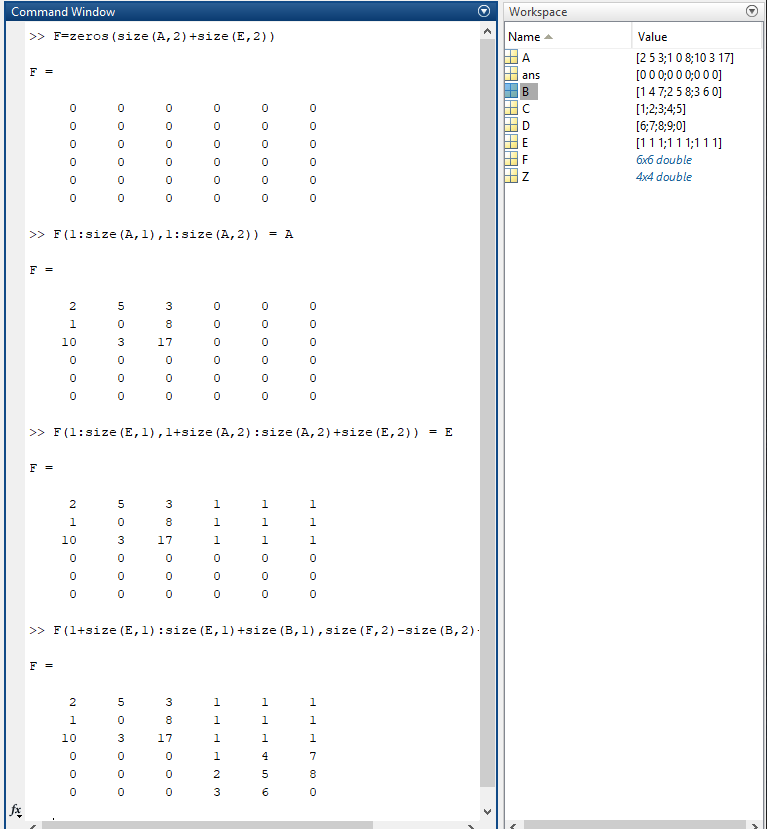 Command Window
>> F=zeros(size(A,2)+size(E,2))
F =
0 0 0 0 0 0
0 0 0 0 0 0
0 0 0 0 0 0
0 0 0 0 0 0
0 0 0 0 0 0
0 0 0 0 0 0
>> F(1:size(A,1),1:size(A,2)) = A
F =
2 5 3 0 0 0
1 0 8 0 0 0
10 3 17 0 0 0
0 0 0 0 0 0
0 0 0 0 0 0
0 0 0 0 0 0
>> F(1:size(E,1),1+size(A,2):size(A,2)+size(E,2)) = E
F =
2 5 3 1 1 1
1 0 8 1 1 1
10 3 17 1 1 1
0 0 0 0 0 0
0 0 0 0 0 0
0 0 0 0 0 0
>> F(1+size(E,1):size(E,1)+size(B,1),size(F,2)-size(B,2)
F =
2 5 3 1 1 1
1 0 8 1 1 1
10 3 17 1 1 1
0 0 0 1 4 7
0 0 0 2 5 8
0 0 0 3 6 0
fx
Workspace
Name Value
A [2 5 3;1 0 8;10 3 17]
ans [0 0 0;0 0 0;0 0 0]
B [1 4 7;2 5 8;3 6 0]
C [1;2;3;4;5]
D [6;7;8;9;0]
E [1 1 1;1 1 1;1 1 1]
F 6x6 double
Z 4x4 double